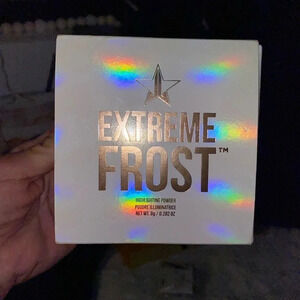 EXTREME
FROST™
HIGHLIGHTING POWDER
POUDRE ILLUMINATRICE
NET WT. 8g / 0.282 OZ